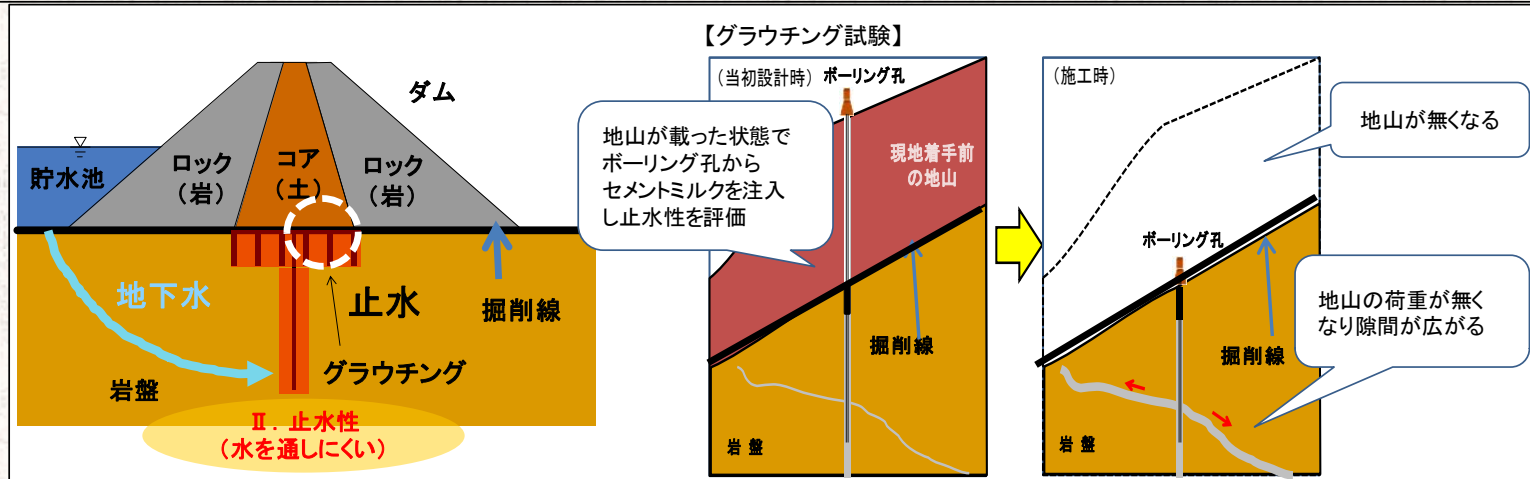 ダム
ロック
(岩)
コア
(土)
ロック
(岩)
貯水池
地下水
止水
掘削線
グラウチング
岩盤
Ⅱ. 止水性
(水を通しにくい)
【グラウチング試験】
(当初設計時)
ボーリング孔
地山が載った状態で
ボーリング孔から
セメントミルクを注入
し止水性を評価
現地着手前
の地山
掘削線
岩 盤
(施工時)
地山が無くなる
ボーリング孔
地山の荷重が無く
なり隙間が広がる
掘削線
岩 盤